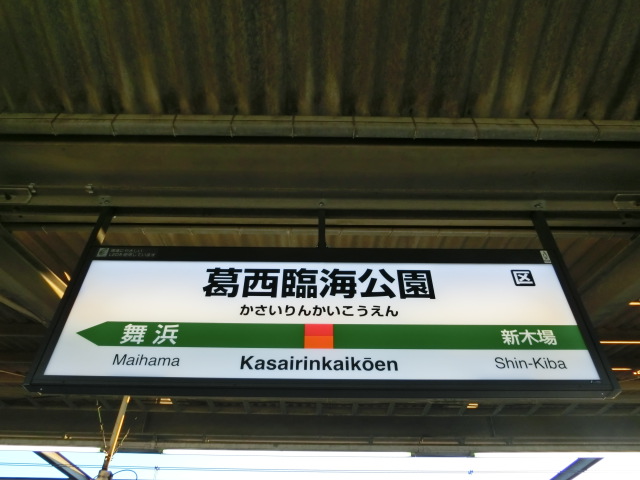 葛西臨海公園
区
かさいりんかいこうえん
舞浜
新木場
Maihama
Kasairinkaikōen
Shin-Kiba